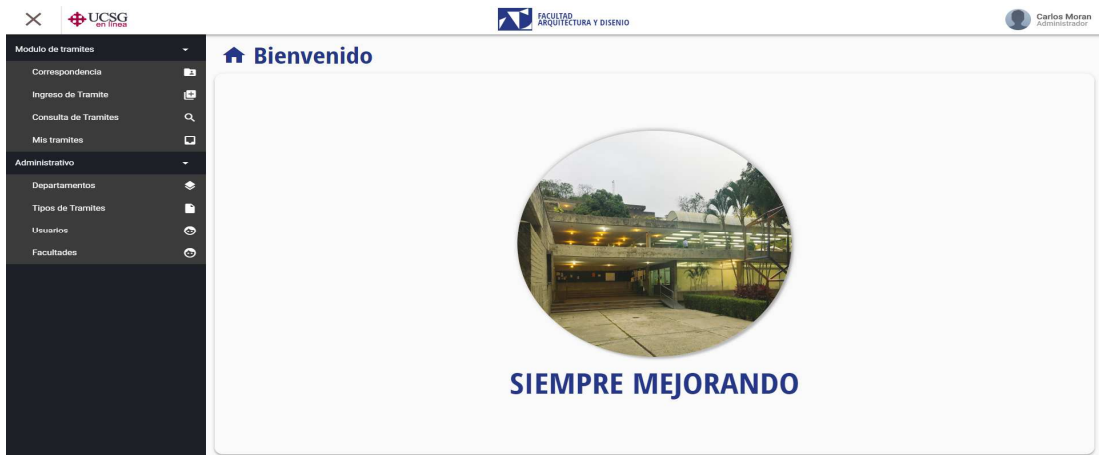 UCSG
en línea
FACULTAD
ARQUITECTURA Y DISENIO
Carlos Moran
Administrador
Modulo de tramites
Correspondencia
Ingreso de Tramite
Consulta de Tramites
Mis tramites
Administrativo
Departamentos
Tipos de Tramites
Usuarios
Facultades
Bienvenido
SIEMPRE MEJORANDO